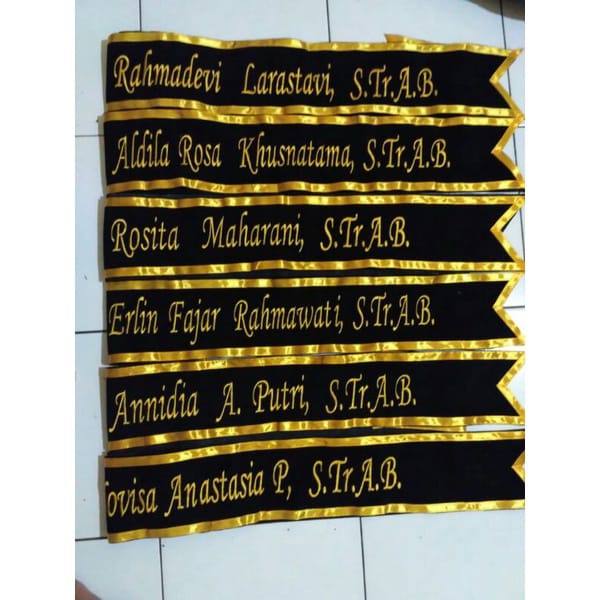 Rahmadevi Larastavi, S.Tr.A.B.
Aldila Rosa Khusnatama, S.Tr.A.B.
Rosita Maharani, S.Tr.A.B.
Erlin Fajar Rahmawati, S.Tr.A.B.
Annidia A. Putri, S.Tr.A.B.
Anastasia P, S.Tr.A.B.